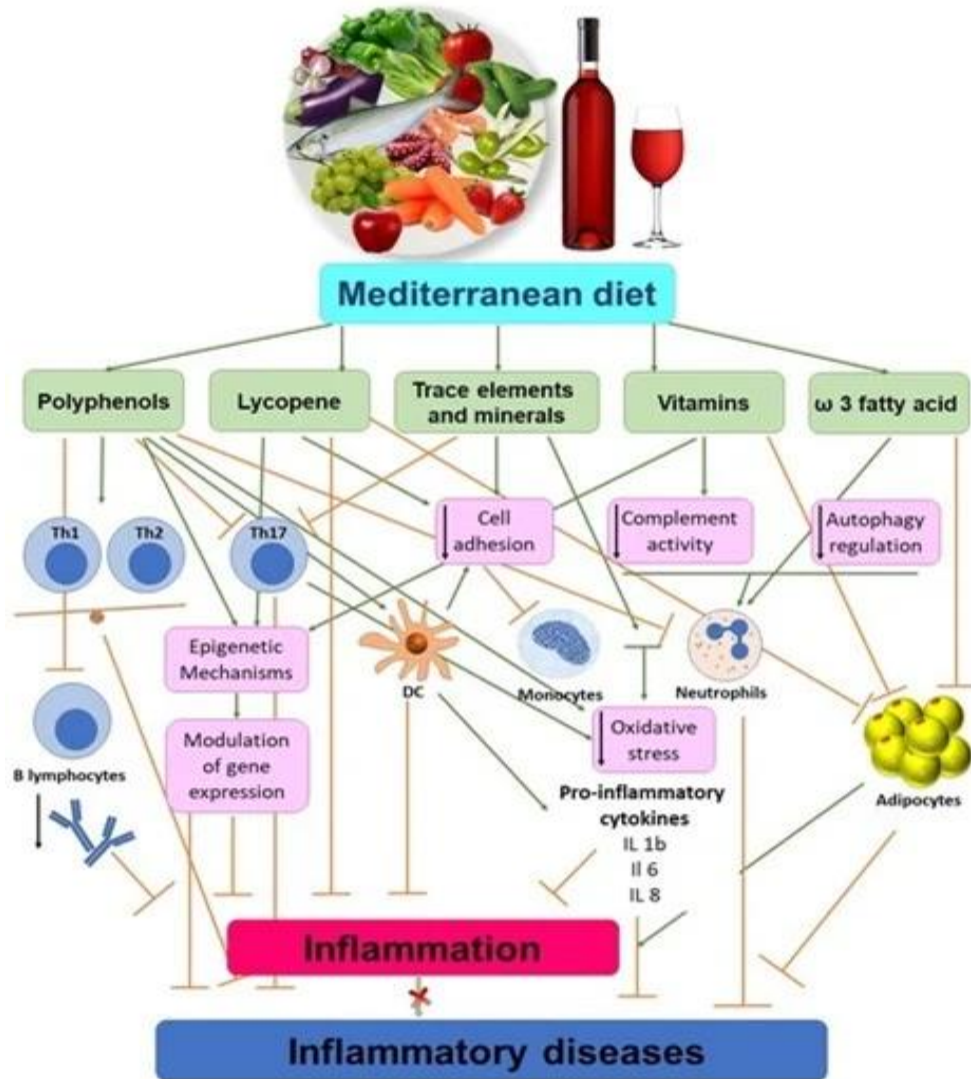 Mediterranean diet
Polyphenols
Lycopene
Trace elements
and minerals
Vitamins
ω 3 fatty acid
Th1
Th2
Th17
Cell
adhesion
Complement
activity
Autophagy
regulation
Epigenetic
Mechanisms
DC
Monocytes
Neutrophils
Modulation
of gene
expression
Oxidative
stress
B lymphocytes
Adipocytes
Pro-inflammatory
cytokines
IL 1b
Il 6
IL 8
Inflammation
Inflammatory diseases